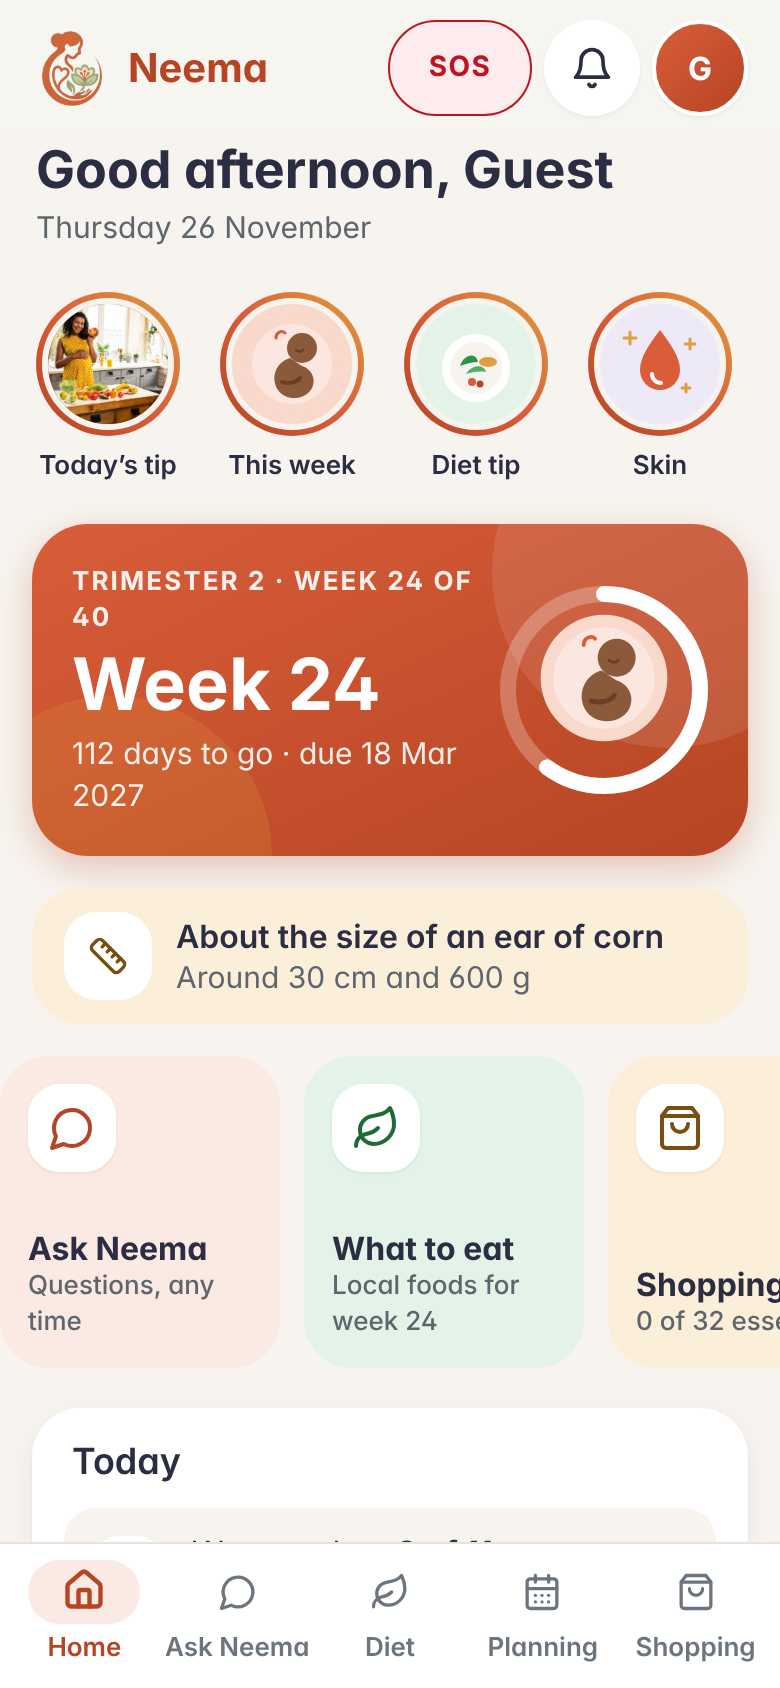 Neema
SOS
G
Good afternoon, Guest
Thursday 26 November
Today's tip
This week
Diet tip
Skin
TRIMESTER 2 · WEEK 24 OF
40
Week 24
112 days to go · due 18 Mar
2027
About the size of an ear of corn
Around 30 cm and 600 g
Ask Neema
Questions, any
time
What to eat
Local foods for
week 24
Shopping
0 of 32 esse
Today
Home
Ask Neema
Diet
Planning
Shopping